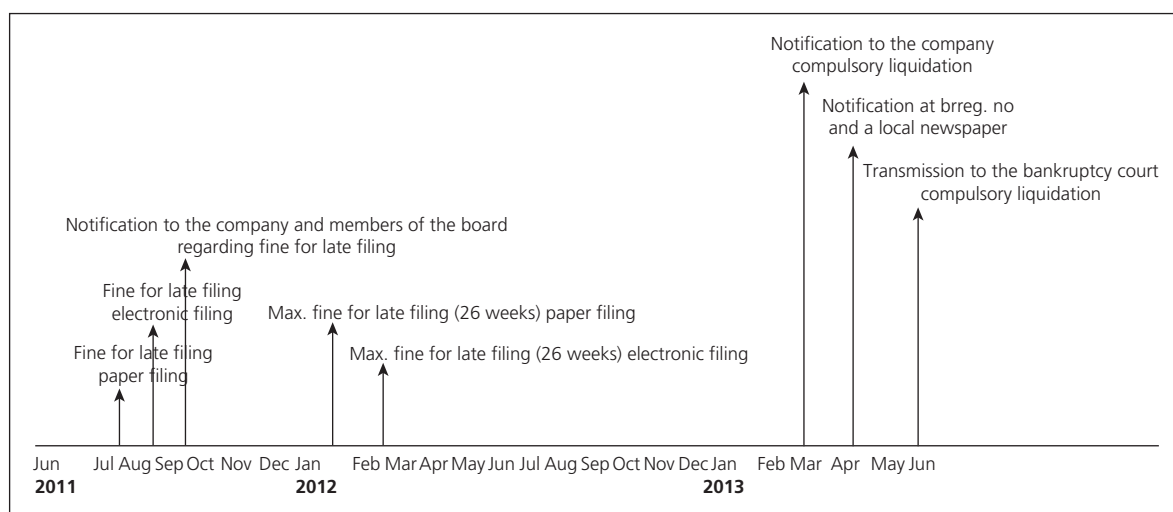 Notification to the company
compulsory liquidation
Notification at brreg. no
and a local newspaper
Transmission to the bankruptcy court
compulsory liquidation
Notification to the company and members of the board
regarding fine for late filing
Fine for late filing
electronic filing
Max. fine for late filing (26 weeks) paper filing
Fine for late filing
paper filing
Max. fine for late filing (26 weeks) electronic filing
Jun Jul Aug Sep Oct Nov Dec Jan Feb Mar Apr May Jun Jul Aug Sep Oct Nov Dec Jan Feb Mar Apr May Jun
2011 2012 2013